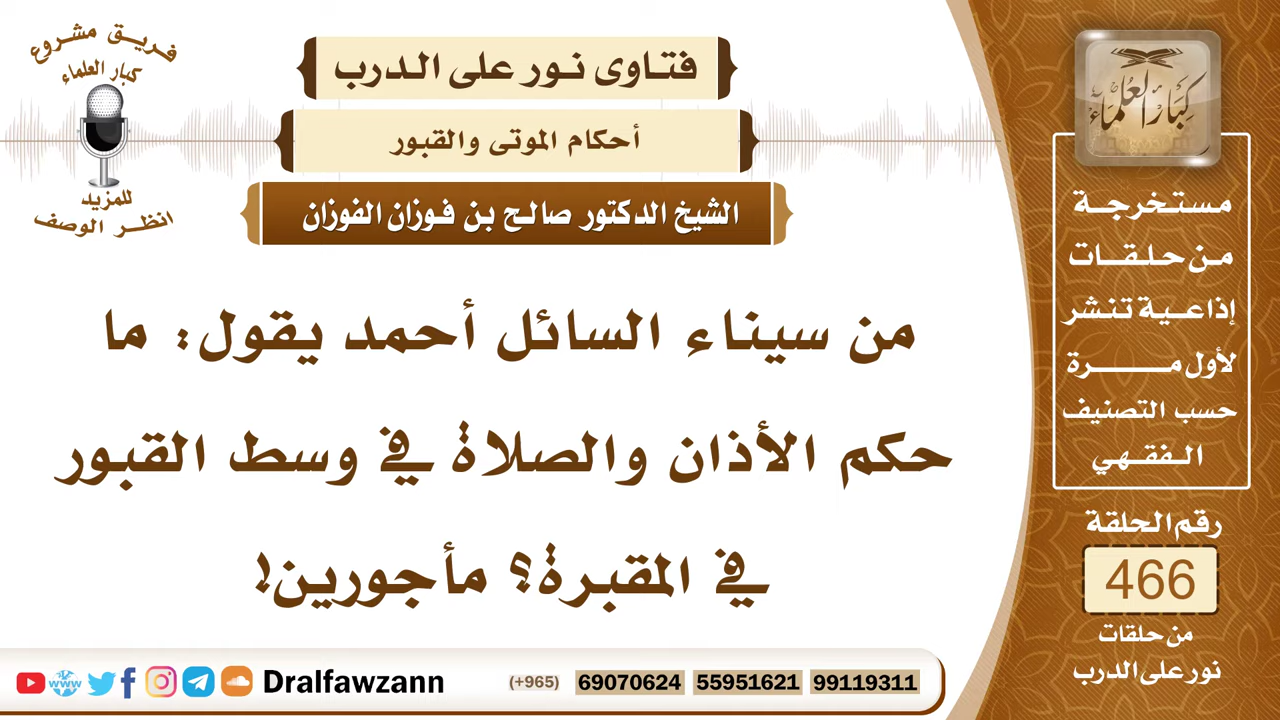 فريق مشروع
كبار العلماء
للمزيد
انظر الوصف
فتاوى نور على الدرب
أحكام الموتى والقبور
الشيخ الدكتور صالح بن فوزان الفوزان
من سيناء السائل أحمد يقول: ما
حكم الأذان والصلاة في وسط القبور
في المقبرة؟ مأجورين!
كبار العلماء
مستخرجة
من حلقات
إذاعية تنشر
لأول مرة
حسب التصنيف
الفقهي
رقم الحلقة
466
من حلقات
نور على الدرب
www Dralfawzann (+965) 69070624 55951621 99119311